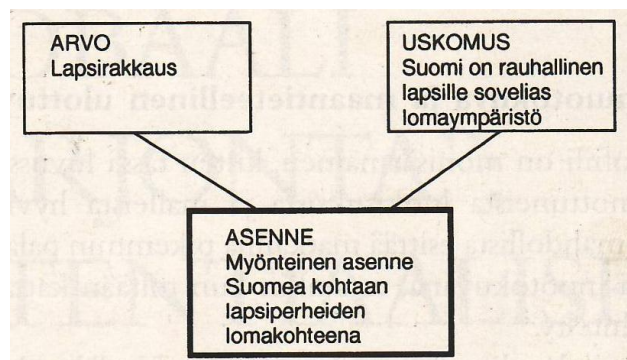 ARVO
Lapsirakkaus
USKOMUS
Suomi on rauhallinen
lapsille sovelias
lomaympäristö
ASENNE
Myönteinen asenne
Suomea kohtaan
lapsiperheiden
lomakohteena